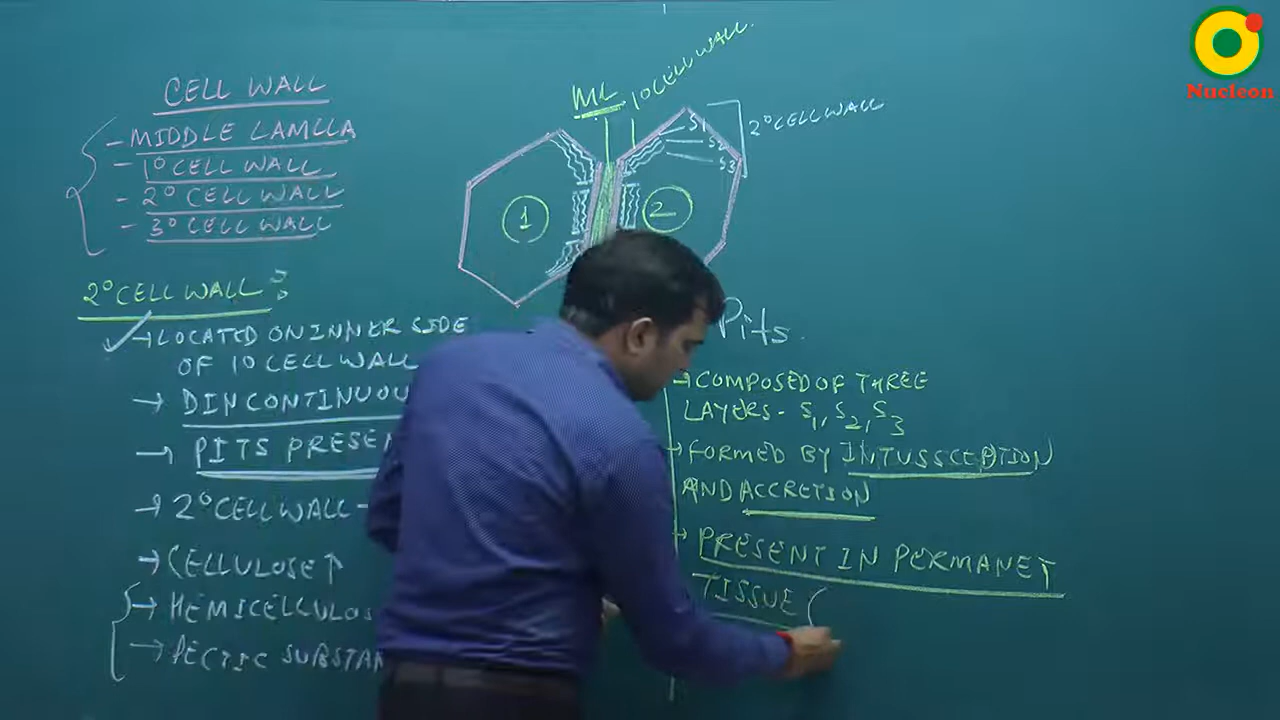 Nucleon
CELL WALL
- MIDDLE LAMLLA
- 1° CELL WALL
- 2° CELL WALL
- 3° CELL WALL
ML
1° CELL WALL.
2° CELL WALL
S1
S2
S3
1
2
2° CELL WALL :
→ LOCATED ON INNER SIDE
OF 1° CELL WALL
→ DINCONTINUOU
→ PITS PRESEN
→ 2° CELL WALL -
→ CELLULOSE ↑
→ HEMICELLULOS
→ PECTIC SUBSTAN
Pits.
→ COMPOSED OF THREE
LAYERS - S1, S2, S3
→ FORMED BY INTUSSCEPTION
AND ACCRETION
→ PRESENT IN PERMANET
TISSUE (